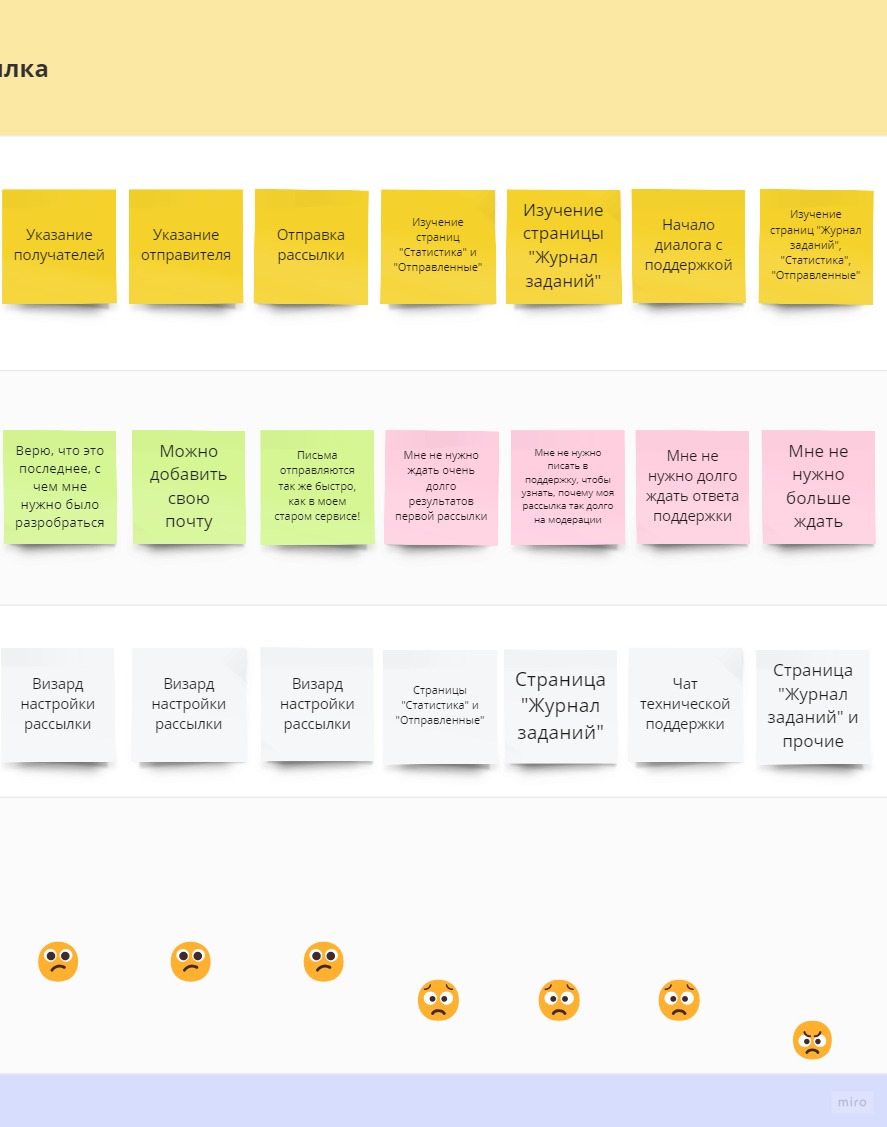 Указание
получателей
Указание
отправителя
Отправка
рассылки
Изучение
страниц
"Статистика" и
"Отправленные"
Изучение
страницы
"Журнал
заданий"
Начало
диалога с
поддержкой
Изучение
страниц "Журнал
заданий",
"Статистика",
"Отправленные"
Верю, что это
последнее, с
чем мне
нужно было
разробраться
Можно
добавить
свою
почту
Письма
отправляются
так же быстро,
как в моем
старом сервисе!
Мне не нужно
ждать очень
долго
результатов
первой рассылки
Мне не нужно
писать в
поддержку, чтобы
узнать, почему моя
рассылка так долго
на модерации
Мне не
нужно долго
ждать ответа
поддержки
Мне не
нужно
больше
ждать
Визард
настройки
рассылки
Визард
настройки
рассылки
Визард
настройки
рассылки
Страницы
"Статистика" и
"Отправленные"
Страница
"Журнал
заданий"
Чат
технической
поддержки
Страница
"Журнал
заданий" и
прочие
miro